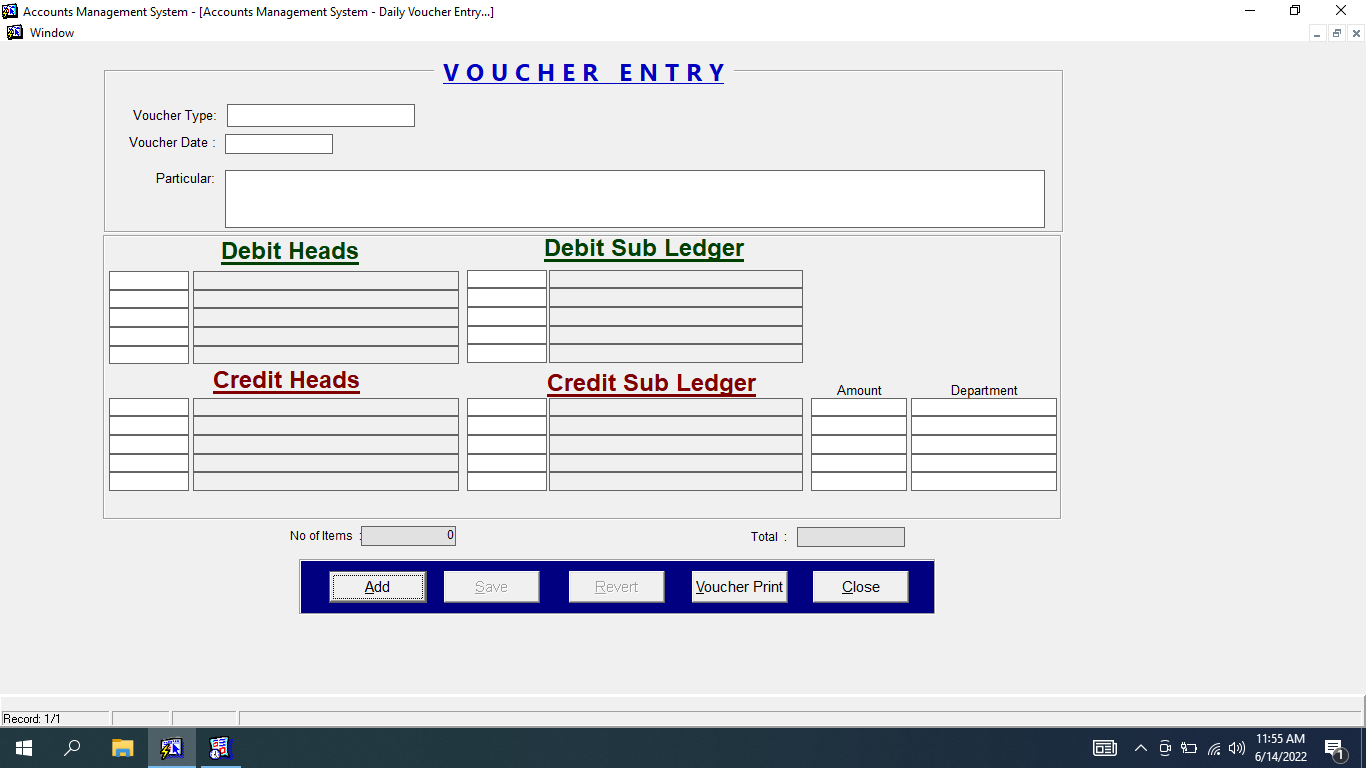 Accounts Management System - [Accounts Management System - Daily Voucher Entry...]
Window
VOUCHER ENTRY
Voucher Type:
Voucher Date :
Particular:
Debit Heads Debit Sub Ledger
Credit Heads Credit Sub Ledger Amount Department
No of Items : 0 Total :
Add Save Revert Voucher Print Close
Record: 1/1
11:55 AM
6/14/2022
1